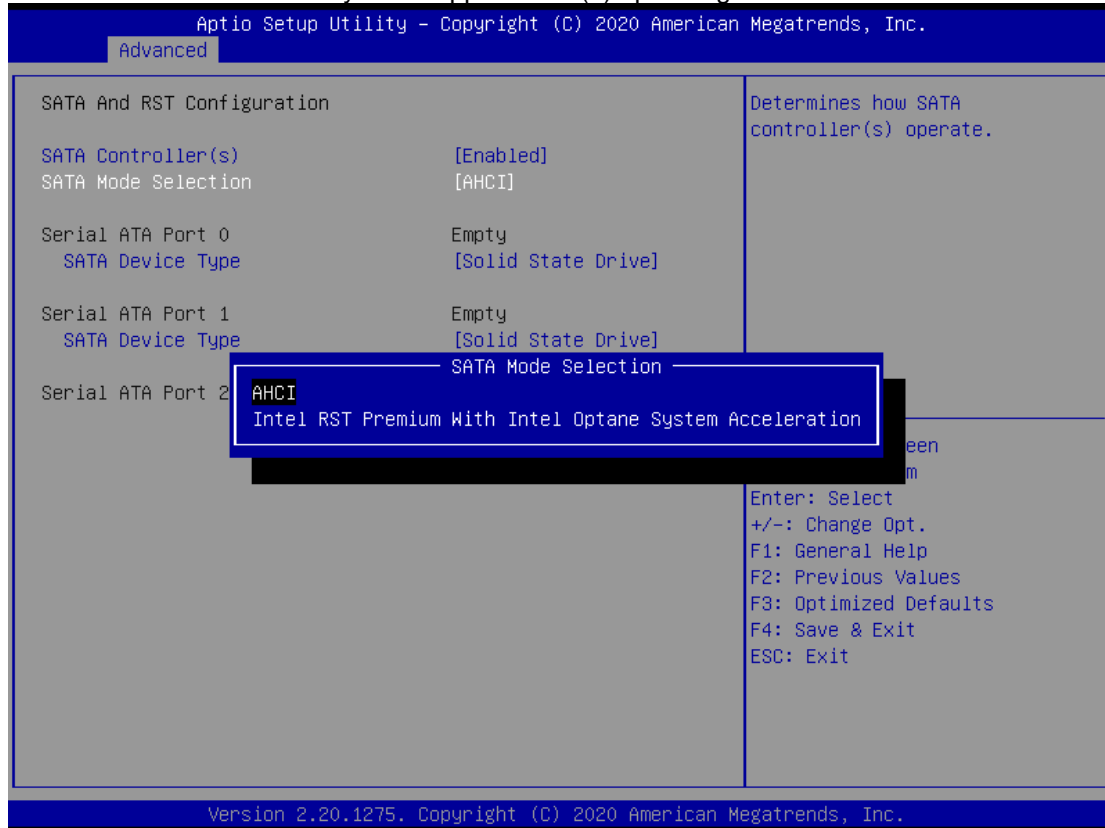 Aptio Setup Utility – Copyright (C) 2020 American Megatrends, Inc.
Advanced
SATA And RST Configuration
SATA Controller(s) [Enabled]
SATA Mode Selection [AHCI]
Serial ATA Port 0 Empty
SATA Device Type [Solid State Drive]
Serial ATA Port 1 Empty
SATA Device Type [Solid State Drive]
Serial ATA Port 2
SATA Mode Selection
AHCI
Intel RST Premium With Intel Optane System Acceleration
Determines how SATA
controller(s) operate.
een
m
Enter: Select
+/-: Change Opt.
F1: General Help
F2: Previous Values
F3: Optimized Defaults
F4: Save & Exit
ESC: Exit
Version 2.20.1275. Copyright (C) 2020 American Megatrends, Inc.